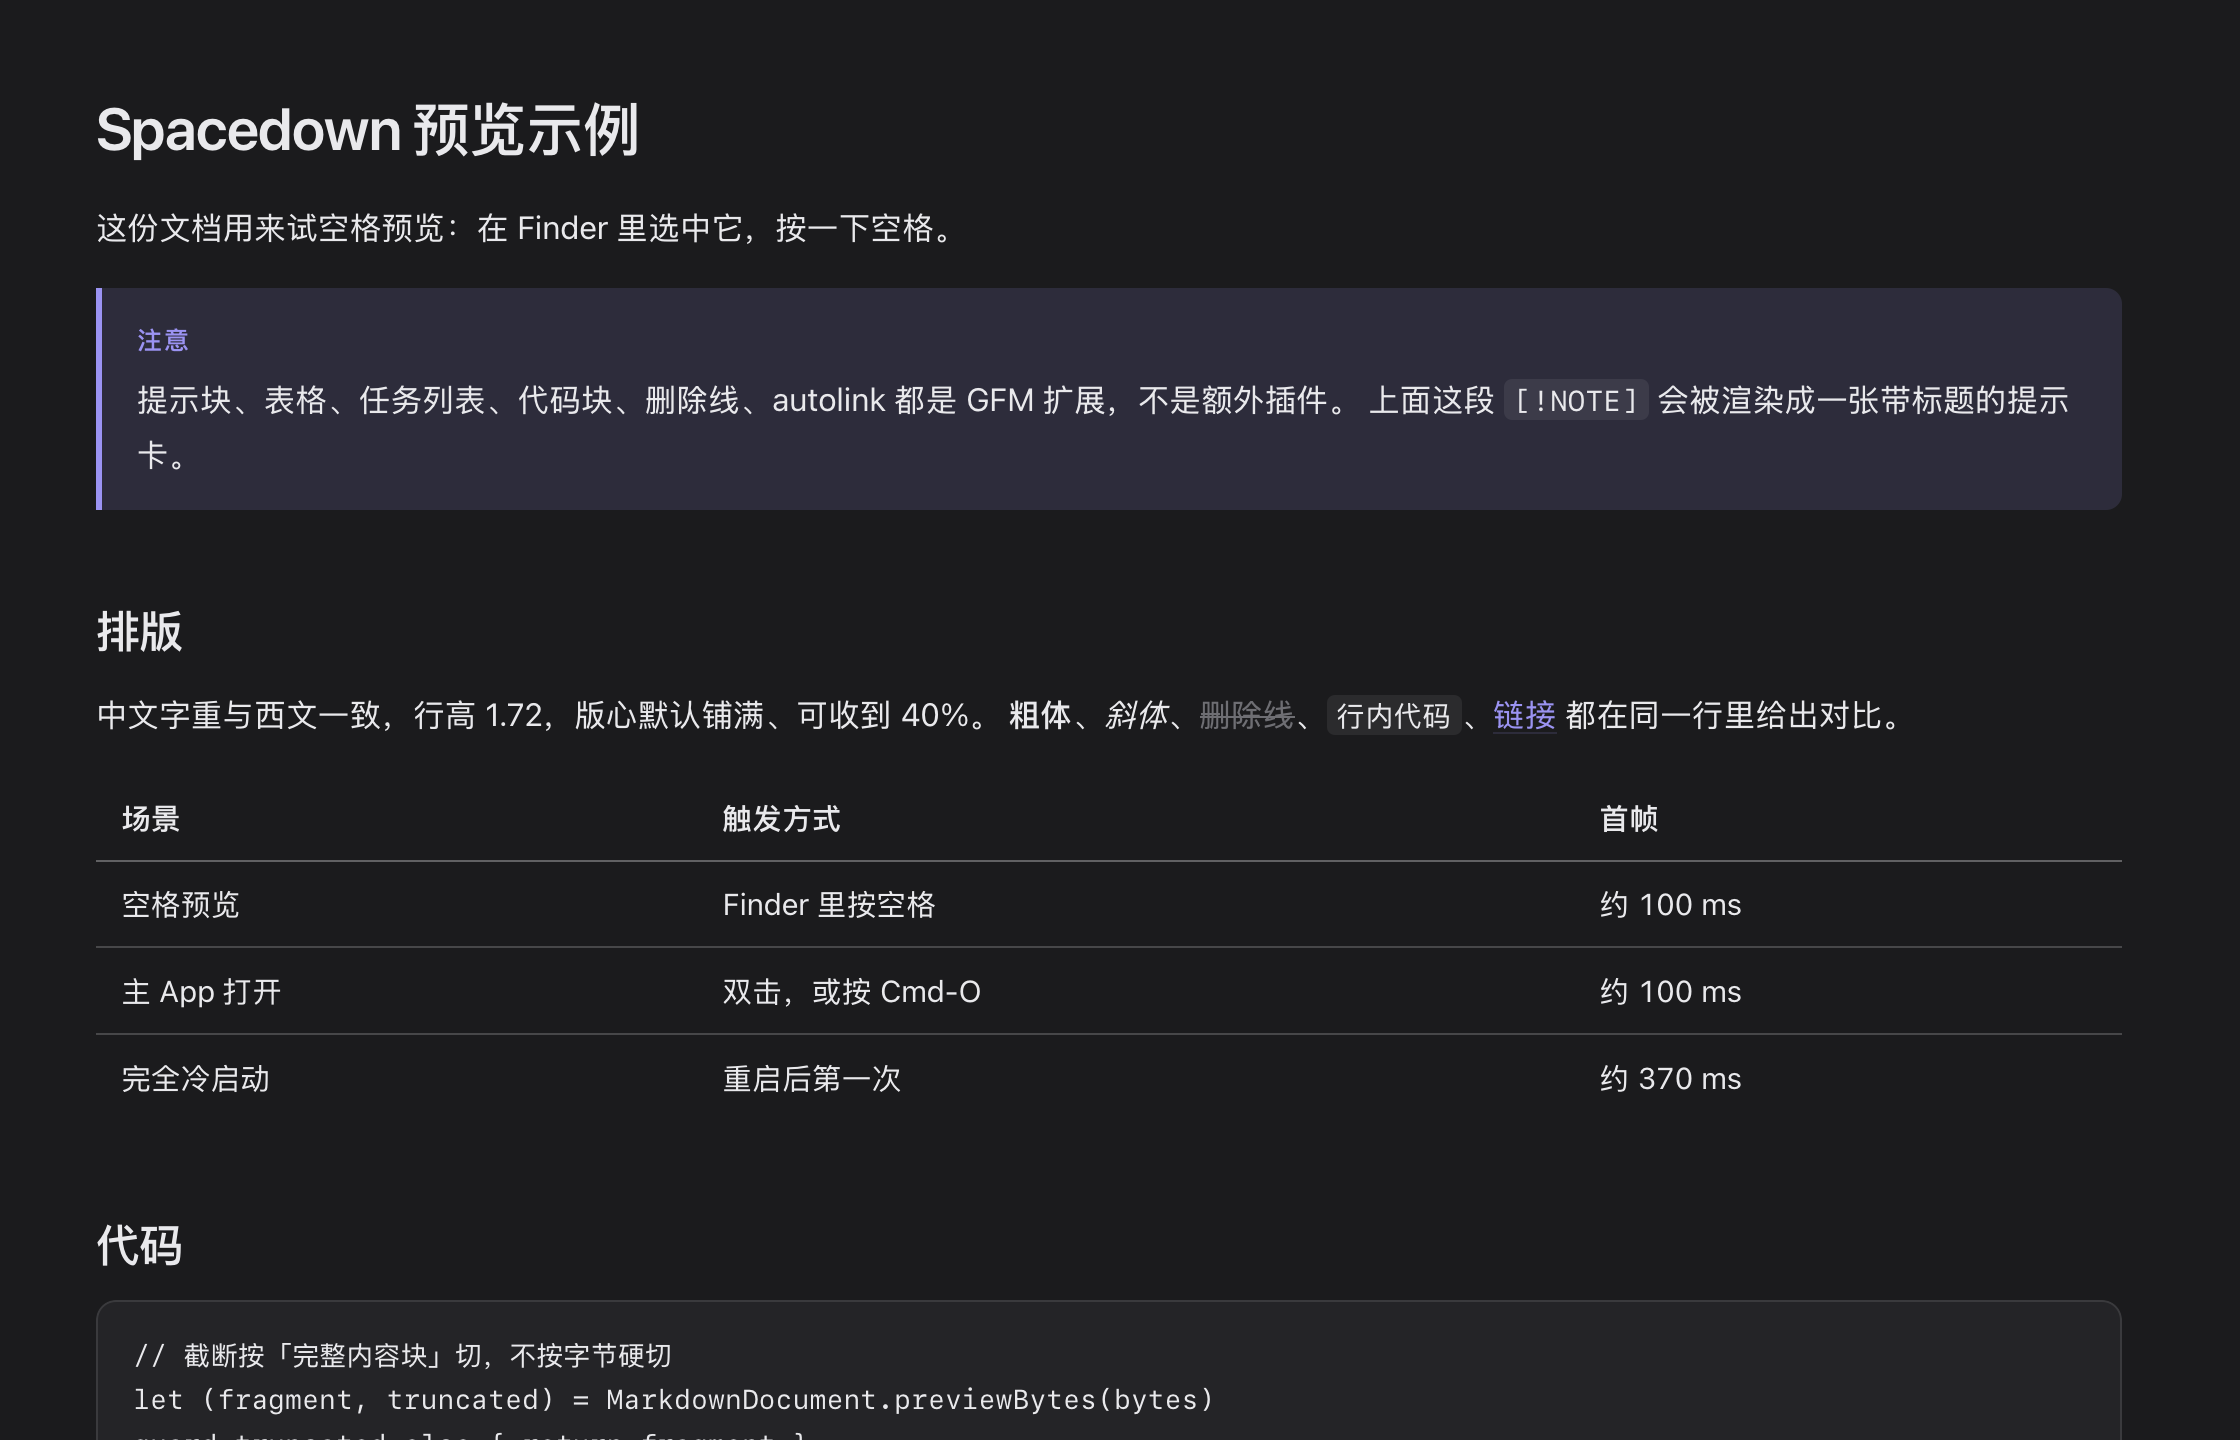 Spacedown 预览示例
这份文档用来试空格预览：在 Finder 里选中它，按一下空格。
注意
提示块、表格、任务列表、代码块、删除线、autolink 都是 GFM 扩展，不是额外插件。 上面这段 [!NOTE] 会被渲染成一张带标题的提示
卡。
排版
中文字重与西文一致，行高 1.72，版心默认铺满、可收到 40%。 粗体、斜体、删除线、行内代码、链接 都在同一行里给出对比。
场景 触发方式 首帧
空格预览 Finder 里按空格 约 100 ms
主 App 打开 双击，或按 Cmd-O 约 100 ms
完全冷启动 重启后第一次 约 370 ms
代码
// 截断按「完整内容块」切，不按字节硬切
let (fragment, truncated) = MarkdownDocument.previewBytes(bytes)
guard truncated else { return fragment }